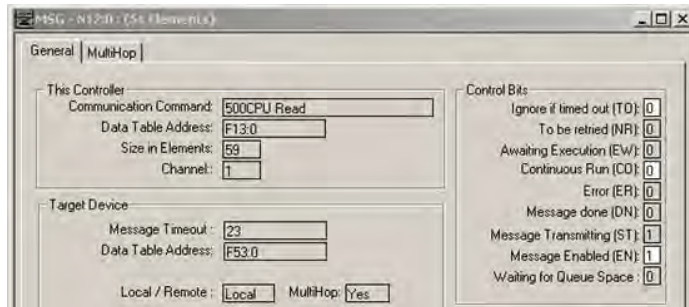 MSG - N12:0 : (51 Elements)
General MultiHop
This Controller
Communication Command: 500CPU Read
Data Table Address: F13:0
Size in Elements: 59
Channel: 1
Target Device
Message Timeout : 23
Data Table Address: F53:0
Local / Remote : Local MultiHop: Yes
Control Bits
Ignore if timed out (TO): 0
To be retried (NR): 0
Awaiting Execution (EW): 0
Continuous Run (CO): 0
Error (ER): 0
Message done (DN): 0
Message Transmitting (ST): 1
Message Enabled (EN): 1
Waiting for Queue Space : 0